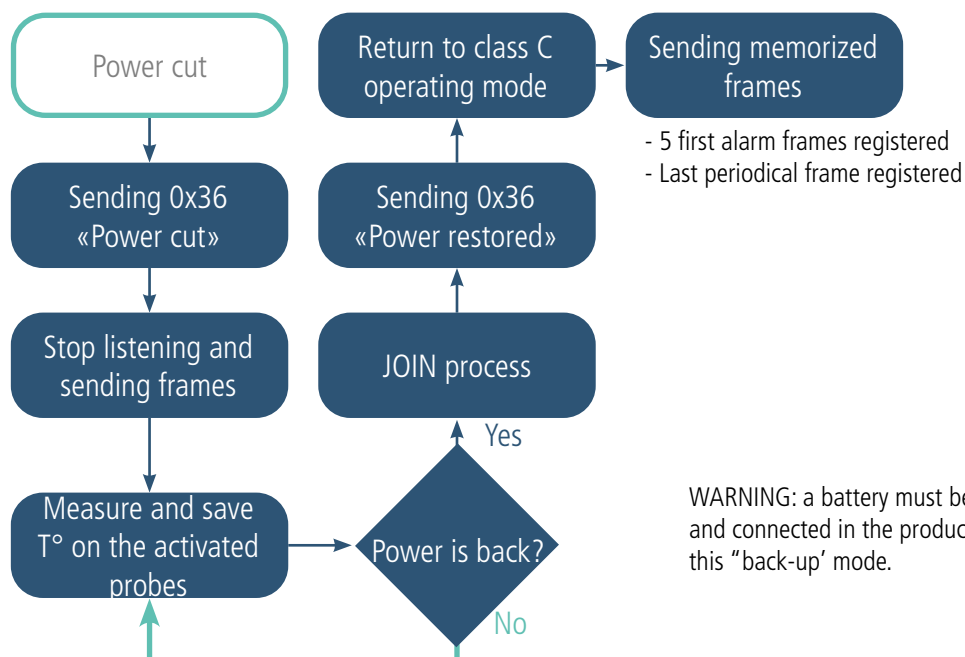 Power cut
Sending 0x36
«Power cut»
Stop listening and
sending frames
Measure and save
T° on the activated
probes
Power is back?
Yes
No
JOIN process
Sending 0x36
«Power restored»
Return to class C
operating mode
Sending memorized
frames
- 5 first alarm frames registered
- Last periodical frame registered
WARNING: a battery must be
and connected in the product
this “back-up’ mode.